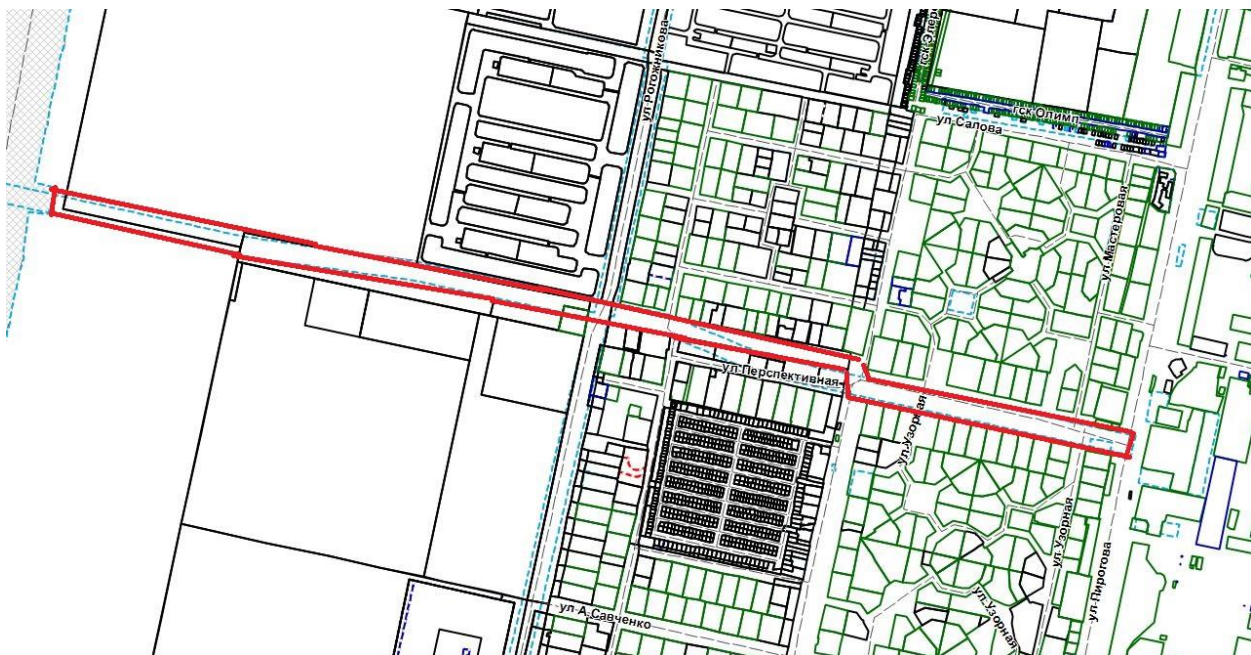 ул Рогожникова
гск Олимп
ул Салова
ул Мастеровая
ул Перспективная
ул Узорная
ул Узорная
ул Пирогова
ул Узорная
ул А.Савченко